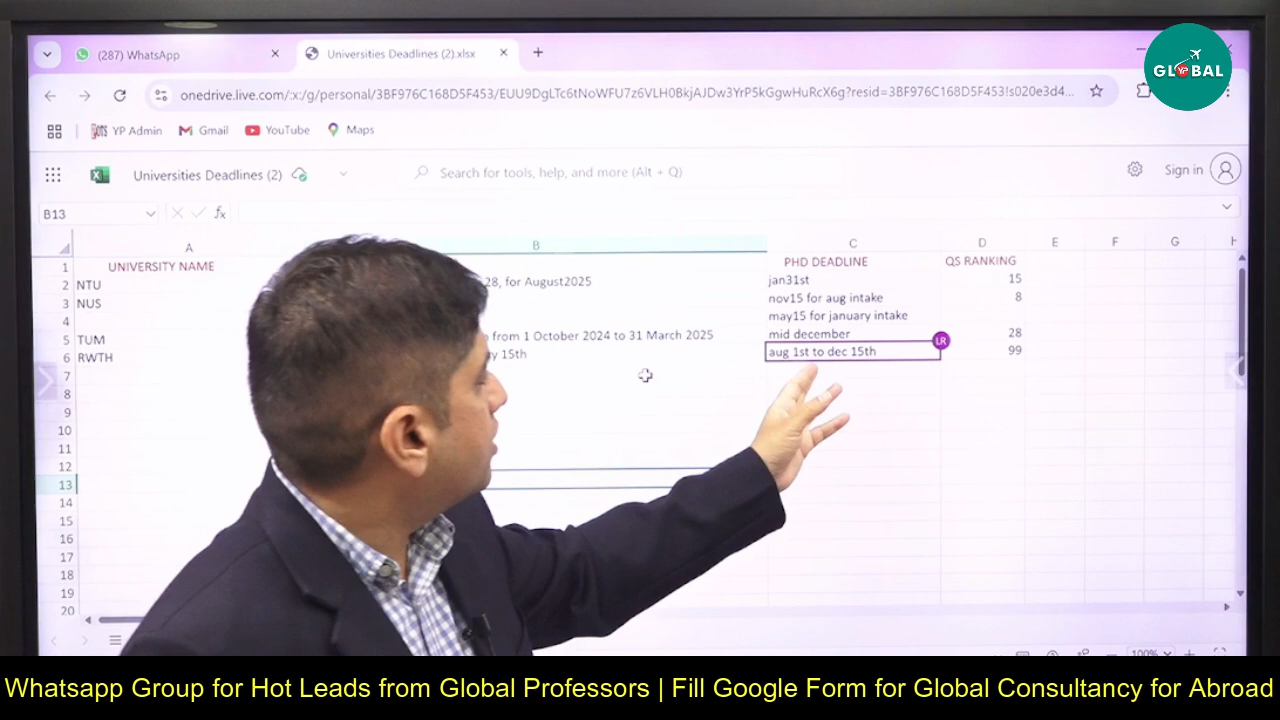 (287) WhatsApp
Universities Deadlines (2).xlsx
GLOBAL
YP
onedrive.live.com/:x:/g/personal/3BF976C168D5F453/EUU9DgLTc6tNoWFU7z6VLH0BkjAJDw3YrP5kGgwHuRcX6g?resid=3BF976C168D5F453!s020e3d4...
YP Admin
Gmail
YouTube
Maps
Universities Deadlines (2)
Search for tools, help, and more (Alt + Q)
Sign in
B13
fx
A B C D E F G H
1 UNIVERSITY NAME PHD DEADLINE QS RANKING
2 NTU 28, for August2025 jan31st 15
3 NUS nov15 for aug intake 8
4 may15 for january intake
5 TUM from 1 October 2024 to 31 March 2025 mid december 28
LR
6 RWTH 15th aug 1st to dec 15th 99
7
8
9
10
11
12
13
14
15
16
17
18
19
20
100%
Whatsapp Group for Hot Leads from Global Professors | Fill Google Form for Global Consultancy for Abroad